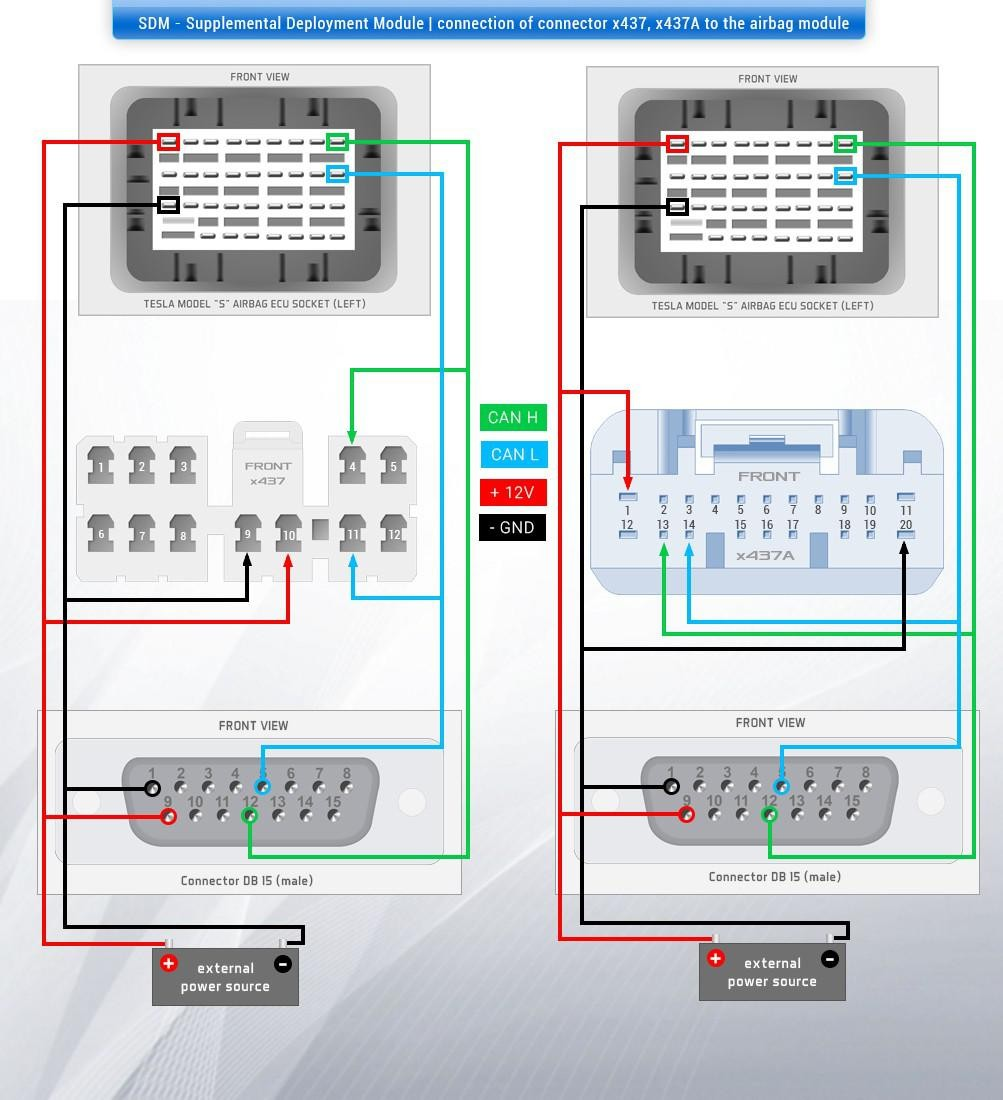 SDM - Supplemental Deployment Module | connection of connector x437, x437A to the airbag module
FRONT VIEW
TESLA MODEL "S" AIRBAG ECU SOCKET (LEFT)
FRONT VIEW
TESLA MODEL "S" AIRBAG ECU SOCKET (LEFT)
1 2 3 4 5
FRONT
x437
6 7 8 9 10 11 12
CAN H
CAN L
+ 12V
- GND
FRONT
1 2 3 4 5 6 7 8 9 10 11
12 13 14 15 16 17 18 19 20
x437A
FRONT VIEW
1 2 3 4 5 6 7 8
9 10 11 12 13 14 15
Connector DB 15 (male)
FRONT VIEW
1 2 3 4 5 6 7 8
9 10 11 12 13 14 15
Connector DB 15 (male)
+ -
external
power source
+ -
external
power source